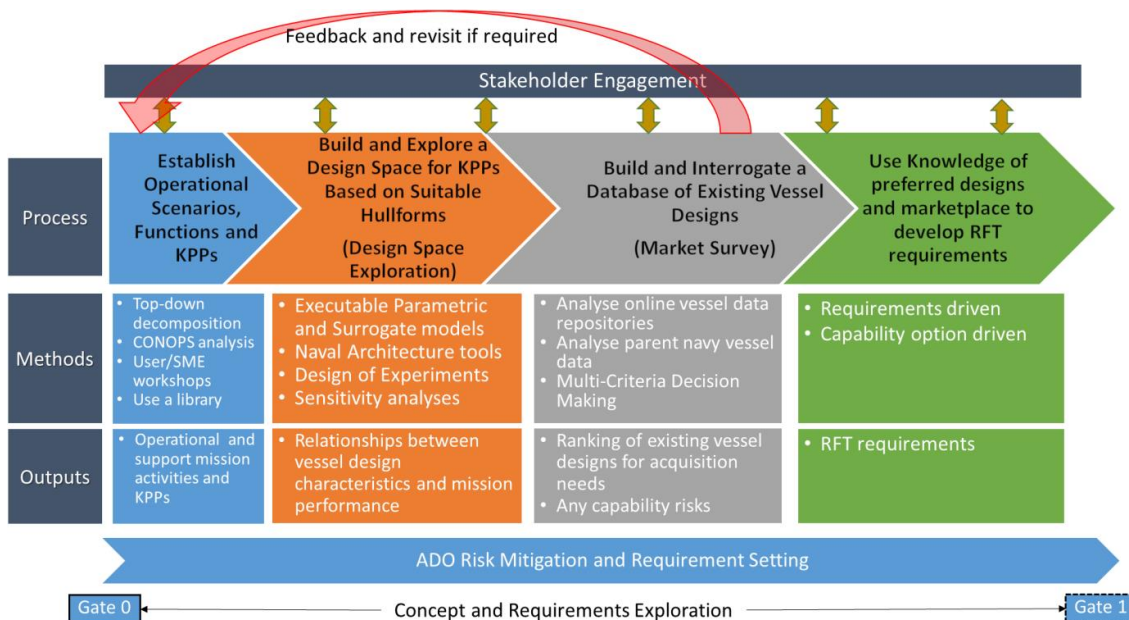 Feedback and revisit if required
Stakeholder Engagement
Process
Establish
Operational
Scenarios,
Functions and
KPPs
Build and Explore a
Design Space for KPPs
Based on Suitable
Hullforms
(Design Space
Exploration)
Build and Interrogate a
Database of Existing Vessel
Designs
(Market Survey)
Use Knowledge of
preferred designs
and marketplace to
develop RFT
requirements
Methods
• Top-down
decomposition
• CONOPS analysis
• User/SME
workshops
• Use a library
• Executable Parametric
and Surrogate models
• Naval Architecture tools
• Design of Experiments
• Sensitivity analyses
• Analyse online vessel data
repositories
• Analyse parent navy vessel
data
• Multi-Criteria Decision
Making
• Requirements driven
• Capability option driven
Outputs
• Operational and
support mission
activities and
KPPs
• Relationships between
vessel design
characteristics and mission
performance
• Ranking of existing vessel
designs for acquisition
needs
• Any capability risks
• RFT requirements
ADO Risk Mitigation and Requirement Setting
Gate 0
Concept and Requirements Exploration
Gate 1